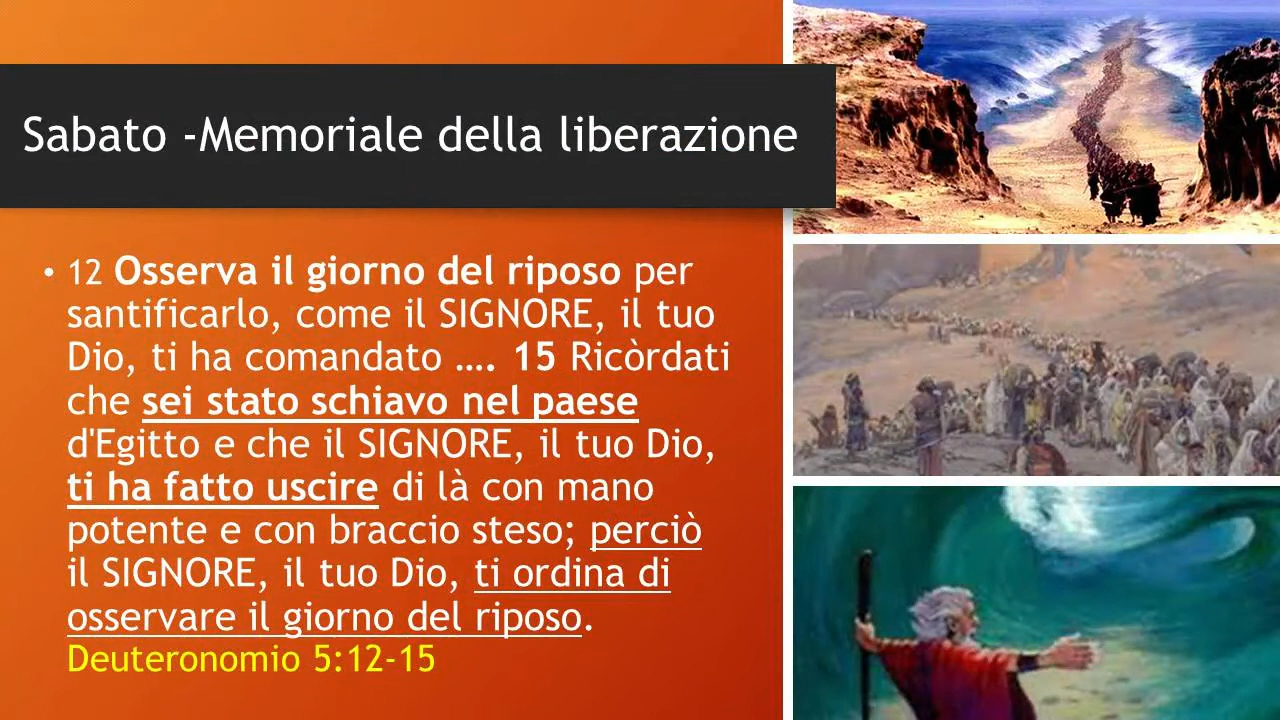 Sabato -Memoriale della liberazione
• 12 Osserva il giorno del riposo per
santificarlo, come il SIGNORE, il tuo
Dio, ti ha comandato …. 15 Ricòrdati
che sei stato schiavo nel paese
d'Egitto e che il SIGNORE, il tuo Dio,
ti ha fatto uscire di là con mano
potente e con braccio steso; perciò
il SIGNORE, il tuo Dio, ti ordina di
osservare il giorno del riposo.
Deuteronomio 5:12-15